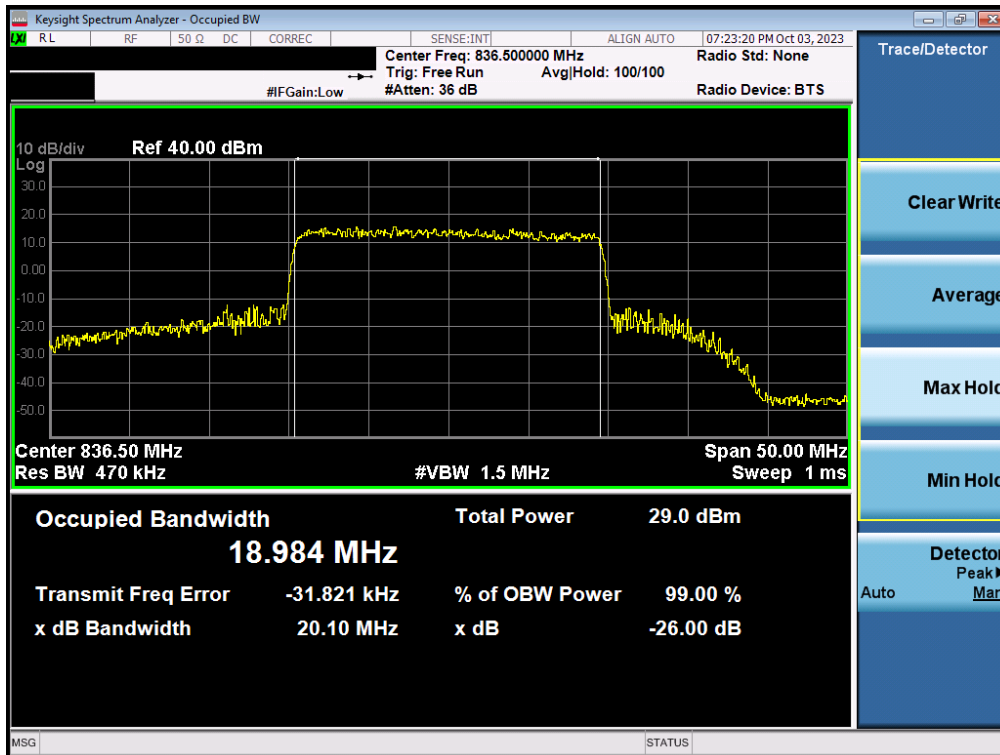 Keysight Spectrum Analyzer - Occupied BW
LXI RL RF 50 Ω DC CORREC SENSE:INT ALIGN AUTO 07:23:20 PM Oct 03, 2023
Center Freq: 836.500000 MHz Radio Std: None
Trig: Free Run Avg|Hold: 100/100
#IFGain:Low #Atten: 36 dB Radio Device: BTS
Trace/Detector
10 dB/div Ref 40.00 dBm
Log
30.0
20.0
10.0
0.00
-10.0
-20.0
-30.0
-40.0
-50.0
Center 836.50 MHz Span 50.00 MHz
Res BW 470 kHz #VBW 1.5 MHz Sweep 1 ms
Occupied Bandwidth Total Power 29.0 dBm
18.984 MHz
Transmit Freq Error -31.821 kHz % of OBW Power 99.00 %
x dB Bandwidth 20.10 MHz x dB -26.00 dB
Clear Write
Average
Max Hold
Min Hold
Detector
Peak
Auto Man
MSG STATUS